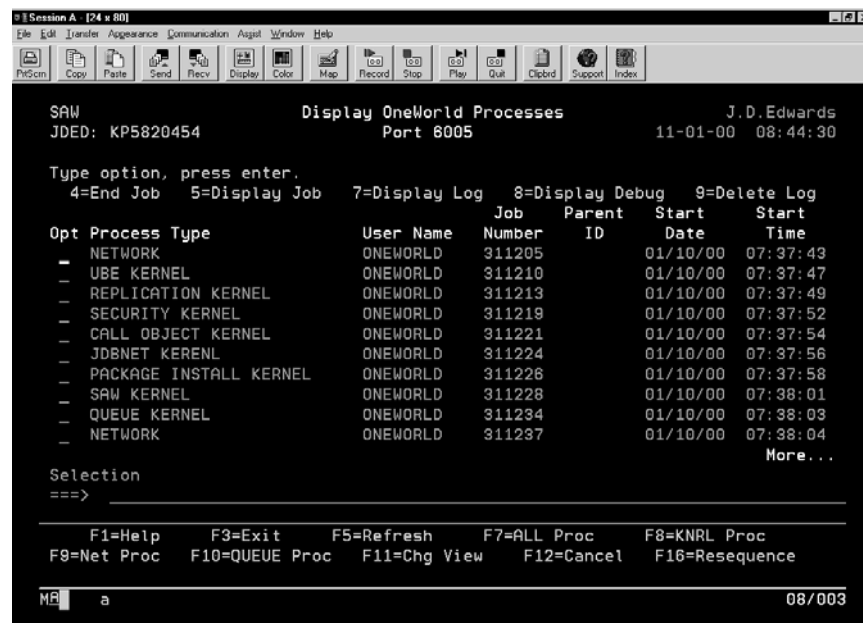 Session A - [24 x 80]
File Edit Transfer Appearance Communication Assist Window Help
PrtScrn Copy Paste Send Recv Display Color Map Record Stop Play Quit Clipbrd Support Index
SAW Display OneWorld Processes J.D.Edwards
JDED: KP5820454 Port 6005 11-01-00 08:44:30
Type option, press enter.
4=End Job 5=Display Job 7=Display Log 8=Display Debug 9=Delete Log
Job Parent Start Start
Opt Process Type User Name Number ID Date Time
_ NETWORK ONEWORLD 311205 01/10/00 07:37:43
_ UBE KERNEL ONEWORLD 311210 01/10/00 07:37:47
_ REPLICATION KERNEL ONEWORLD 311213 01/10/00 07:37:49
_ SECURITY KERNEL ONEWORLD 311219 01/10/00 07:37:52
_ CALL OBJECT KERNEL ONEWORLD 311221 01/10/00 07:37:54
_ JDBNET KERENL ONEWORLD 311224 01/10/00 07:37:56
_ PACKAGE INSTALL KERNEL ONEWORLD 311226 01/10/00 07:37:58
_ SAW KERNEL ONEWORLD 311228 01/10/00 07:38:01
_ QUEUE KERNEL ONEWORLD 311234 01/10/00 07:38:03
_ NETWORK ONEWORLD 311237 01/10/00 07:38:04
More...
Selection
===>
F1=Help F3=Exit F5=Refresh F7=ALL Proc F8=KNRL Proc
F9=Net Proc F10=QUEUE Proc F11=Chg View F12=Cancel F16=Resequence
MA a 08/003